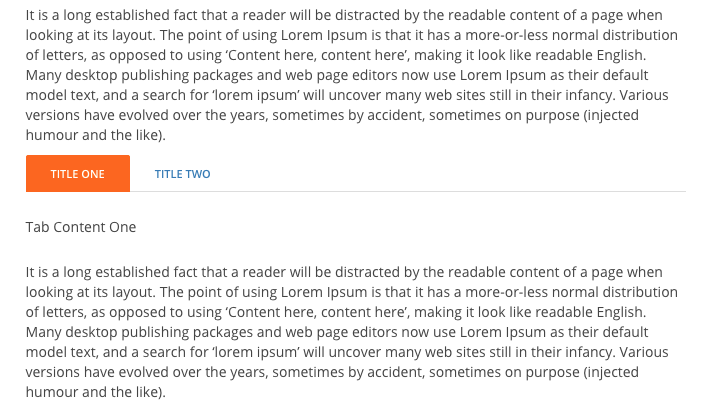 It is a long established fact that a reader will be distracted by the readable content of a page when
looking at its layout. The point of using Lorem Ipsum is that it has a more-or-less normal distribution
of letters, as opposed to using ‘Content here, content here’, making it look like readable English.
Many desktop publishing packages and web page editors now use Lorem Ipsum as their default
model text, and a search for ‘lorem ipsum’ will uncover many web sites still in their infancy. Various
versions have evolved over the years, sometimes by accident, sometimes on purpose (injected
humour and the like).
TITLE ONE TITLE TWO
Tab Content One
It is a long established fact that a reader will be distracted by the readable content of a page when
looking at its layout. The point of using Lorem Ipsum is that it has a more-or-less normal distribution
of letters, as opposed to using ‘Content here, content here’, making it look like readable English.
Many desktop publishing packages and web page editors now use Lorem Ipsum as their default
model text, and a search for ‘lorem ipsum’ will uncover many web sites still in their infancy. Various
versions have evolved over the years, sometimes by accident, sometimes on purpose (injected
humour and the like).